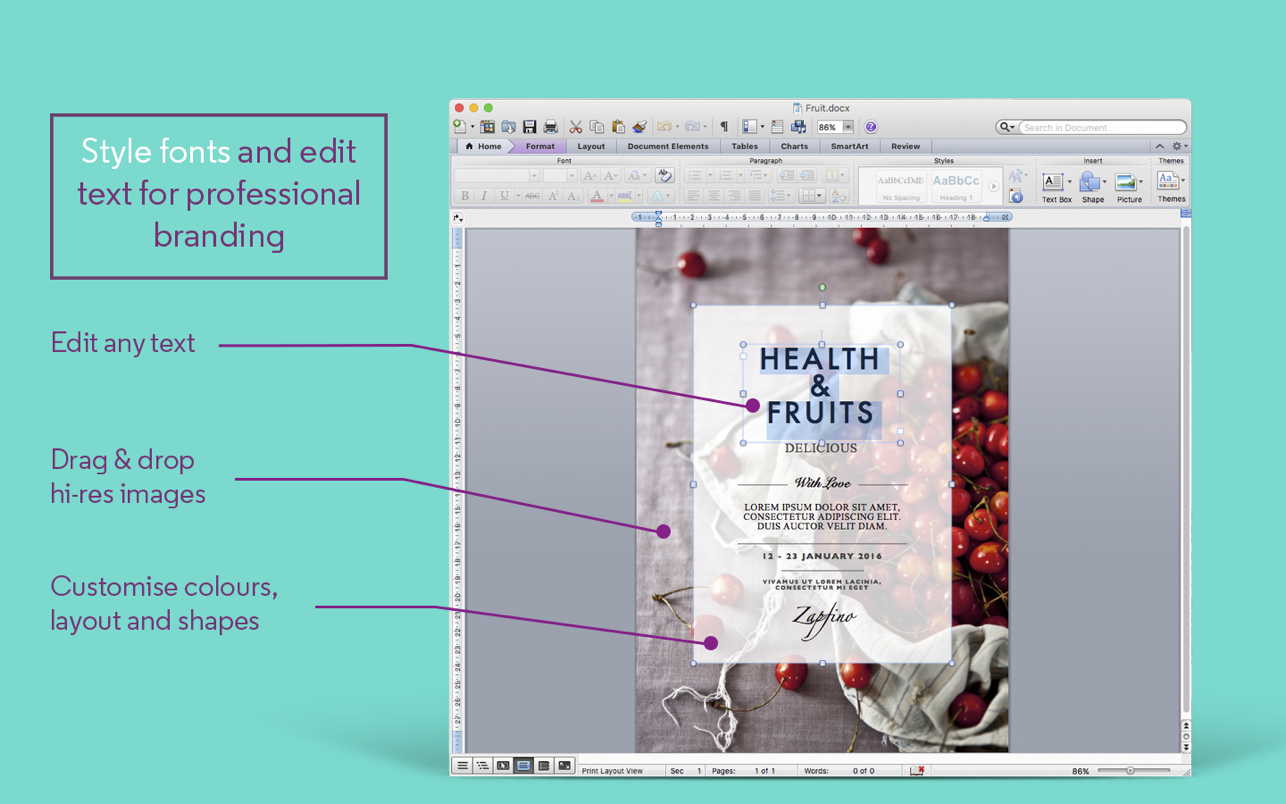 Style fonts and edit
text for professional
branding
Edit any text
Drag & drop
hi-res images
Customise colours,
layout and shapes
Fruit.docx
86%
Search in Document
Home Format Layout Document Elements Tables Charts SmartArt Review
Font Paragraph Styles Insert Themes
AaBbCcDdE AaBbCc
No Spacing Heading 1
Text Box Shape Picture Themes
HEALTH
&
FRUITS
DELICIOUS
With Love
LOREM IPSUM DOLOR SIT AMET,
CONSECTETUR ADIPISCING ELIT.
DUIS AUCTOR VELIT DIAM.
12 - 23 JANUARY 2016
VIVAMUS UT LOREM LACINIA,
CONSECTETUR MI EGET
Zapfino
Print Layout View Sec 1 Pages: 1 of 1 Words: 0 of 0 86%